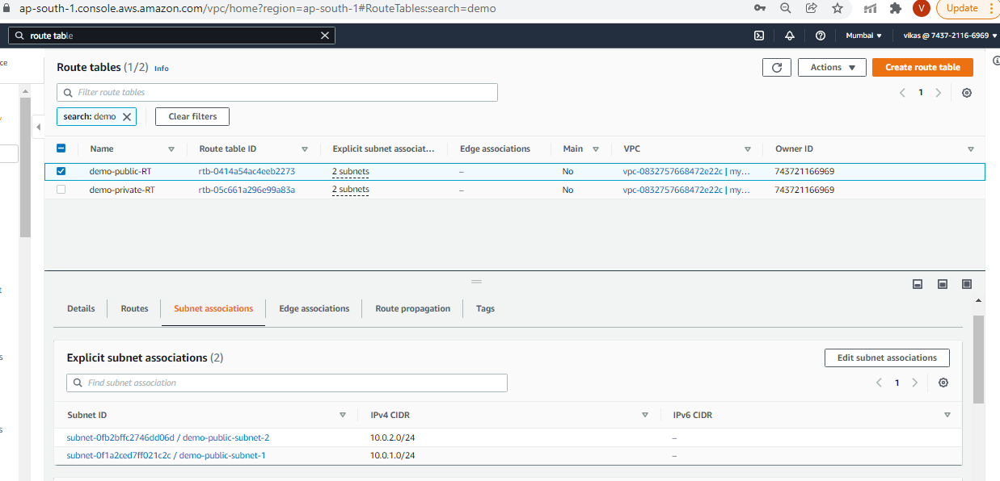 ap-south-1.console.aws.amazon.com/vpc/home?region=ap-south-1#RouteTables:search=demo
V
Update
route table
Mumbai ▼
vikas @ 7437-2116-6969 ▼
ce
Route tables (1/2) Info
Actions ▼
Create route table
Filter route tables
1
search: demo
Clear filters
Name
Route table ID
Explicit subnet associat...
Edge associations
Main
VPC
Owner ID
demo-public-RT rtb-0414a54ac4eeb2273 2 subnets – No vpc-0832757668472e22c | my... 743721166969
demo-private-RT rtb-05c661a296e99a83a 2 subnets – No vpc-0832757668472e22c | my... 743721166969
Details
Routes
Subnet associations
Edge associations
Route propagation
Tags
Explicit subnet associations (2)
Edit subnet associations
Find subnet association
1
Subnet ID
IPv4 CIDR
IPv6 CIDR
subnet-0fb2bffc2746dd06d / demo-public-subnet-2 10.0.2.0/24 –
subnet-0f1a2ced7ff021c2c / demo-public-subnet-1 10.0.1.0/24 –